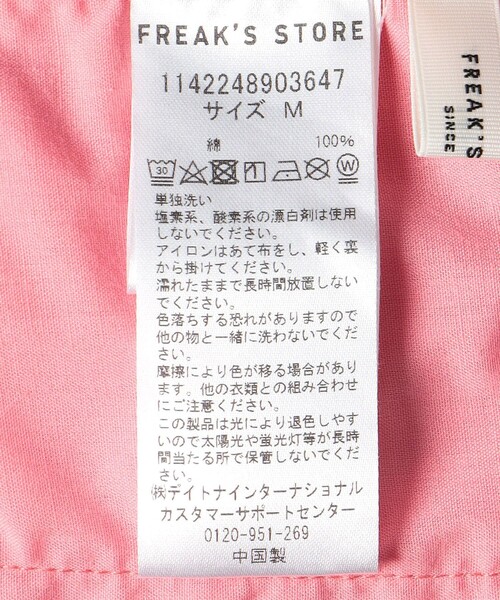 FREAK'S STORE
1142248903647
サイズ M
綿 100%
30
W
単独洗い
塩素系、酸素系の漂白剤は使用
しないでください。
アイロンはあて布をし、軽く裏
から掛けてください。
濡れたままで長時間放置しない
でください。
色落ちする恐れがありますので
他の物と一緒に洗わないでくだ
さい。
摩擦により色が移る場合があり
ます。他の衣類との組み合わせ
にご注意ください。
この製品は光により退色しやす
いので太陽光や蛍光灯等が長時
間当たる所で保管しないでくだ
さい。
㈱デイトナインターナショナル
カスタマーサポートセンター
0120-951-269
中国製
FREAK'S
SINCE